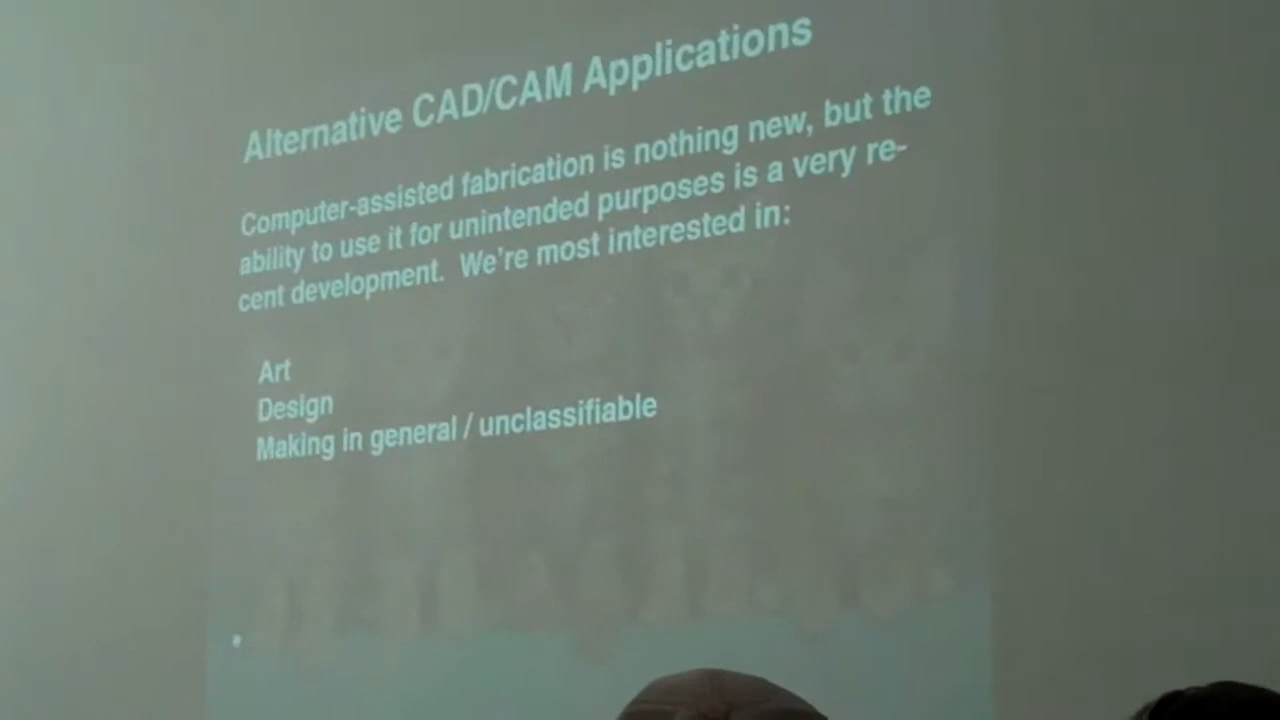 Alternative CAD/CAM Applications
Computer-assisted fabrication is nothing new, but the
ability to use it for unintended purposes is a very re-
cent development. We're most interested in:
Art
Design
Making in general / unclassifiable